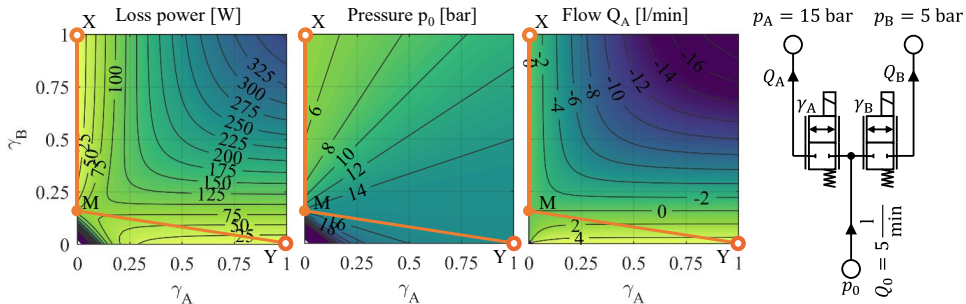 Loss power [W]
X
1
0.75
γ_B
0.5
0.25
0
M
Y
100
325
300
275
250
225
200
175
150
125
75
50
25
50
75
0 0.25 0.5 0.75 1
γ_A
Pressure p₀ [bar]
X
M
Y
6
8
10
12
14
16
18
0 0.25 0.5 0.75 1
γ_A
Flow Q_A [l/min]
X
M
Y
-2
-4
-6
-8
-10
-12
-14
-16
-2
0
2
4
0 0.25 0.5 0.75 1
γ_A
p_A = 15 bar p_B = 5 bar
Q_A Q_B
γ_A γ_B
Q₀ = 5 l/min
p₀